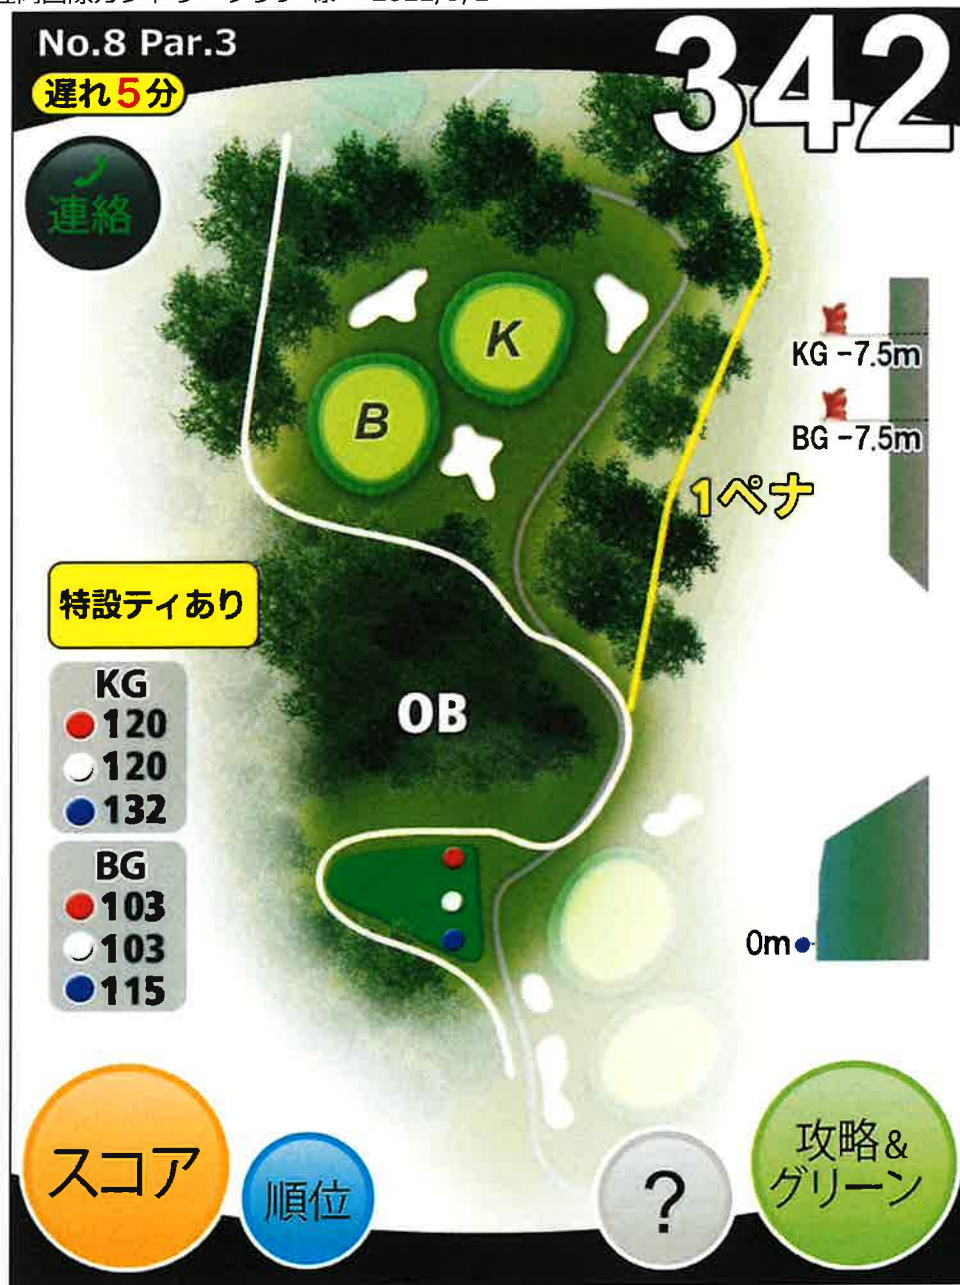 No.8 Par.3
342
遅れ5分
連絡
K
B
KG -7.5m
BG -7.5m
1ペナ
特設ティあり
KG
120
120
132
OB
BG
103
103
115
0m
スコア
順位
?
攻略&
グリーン